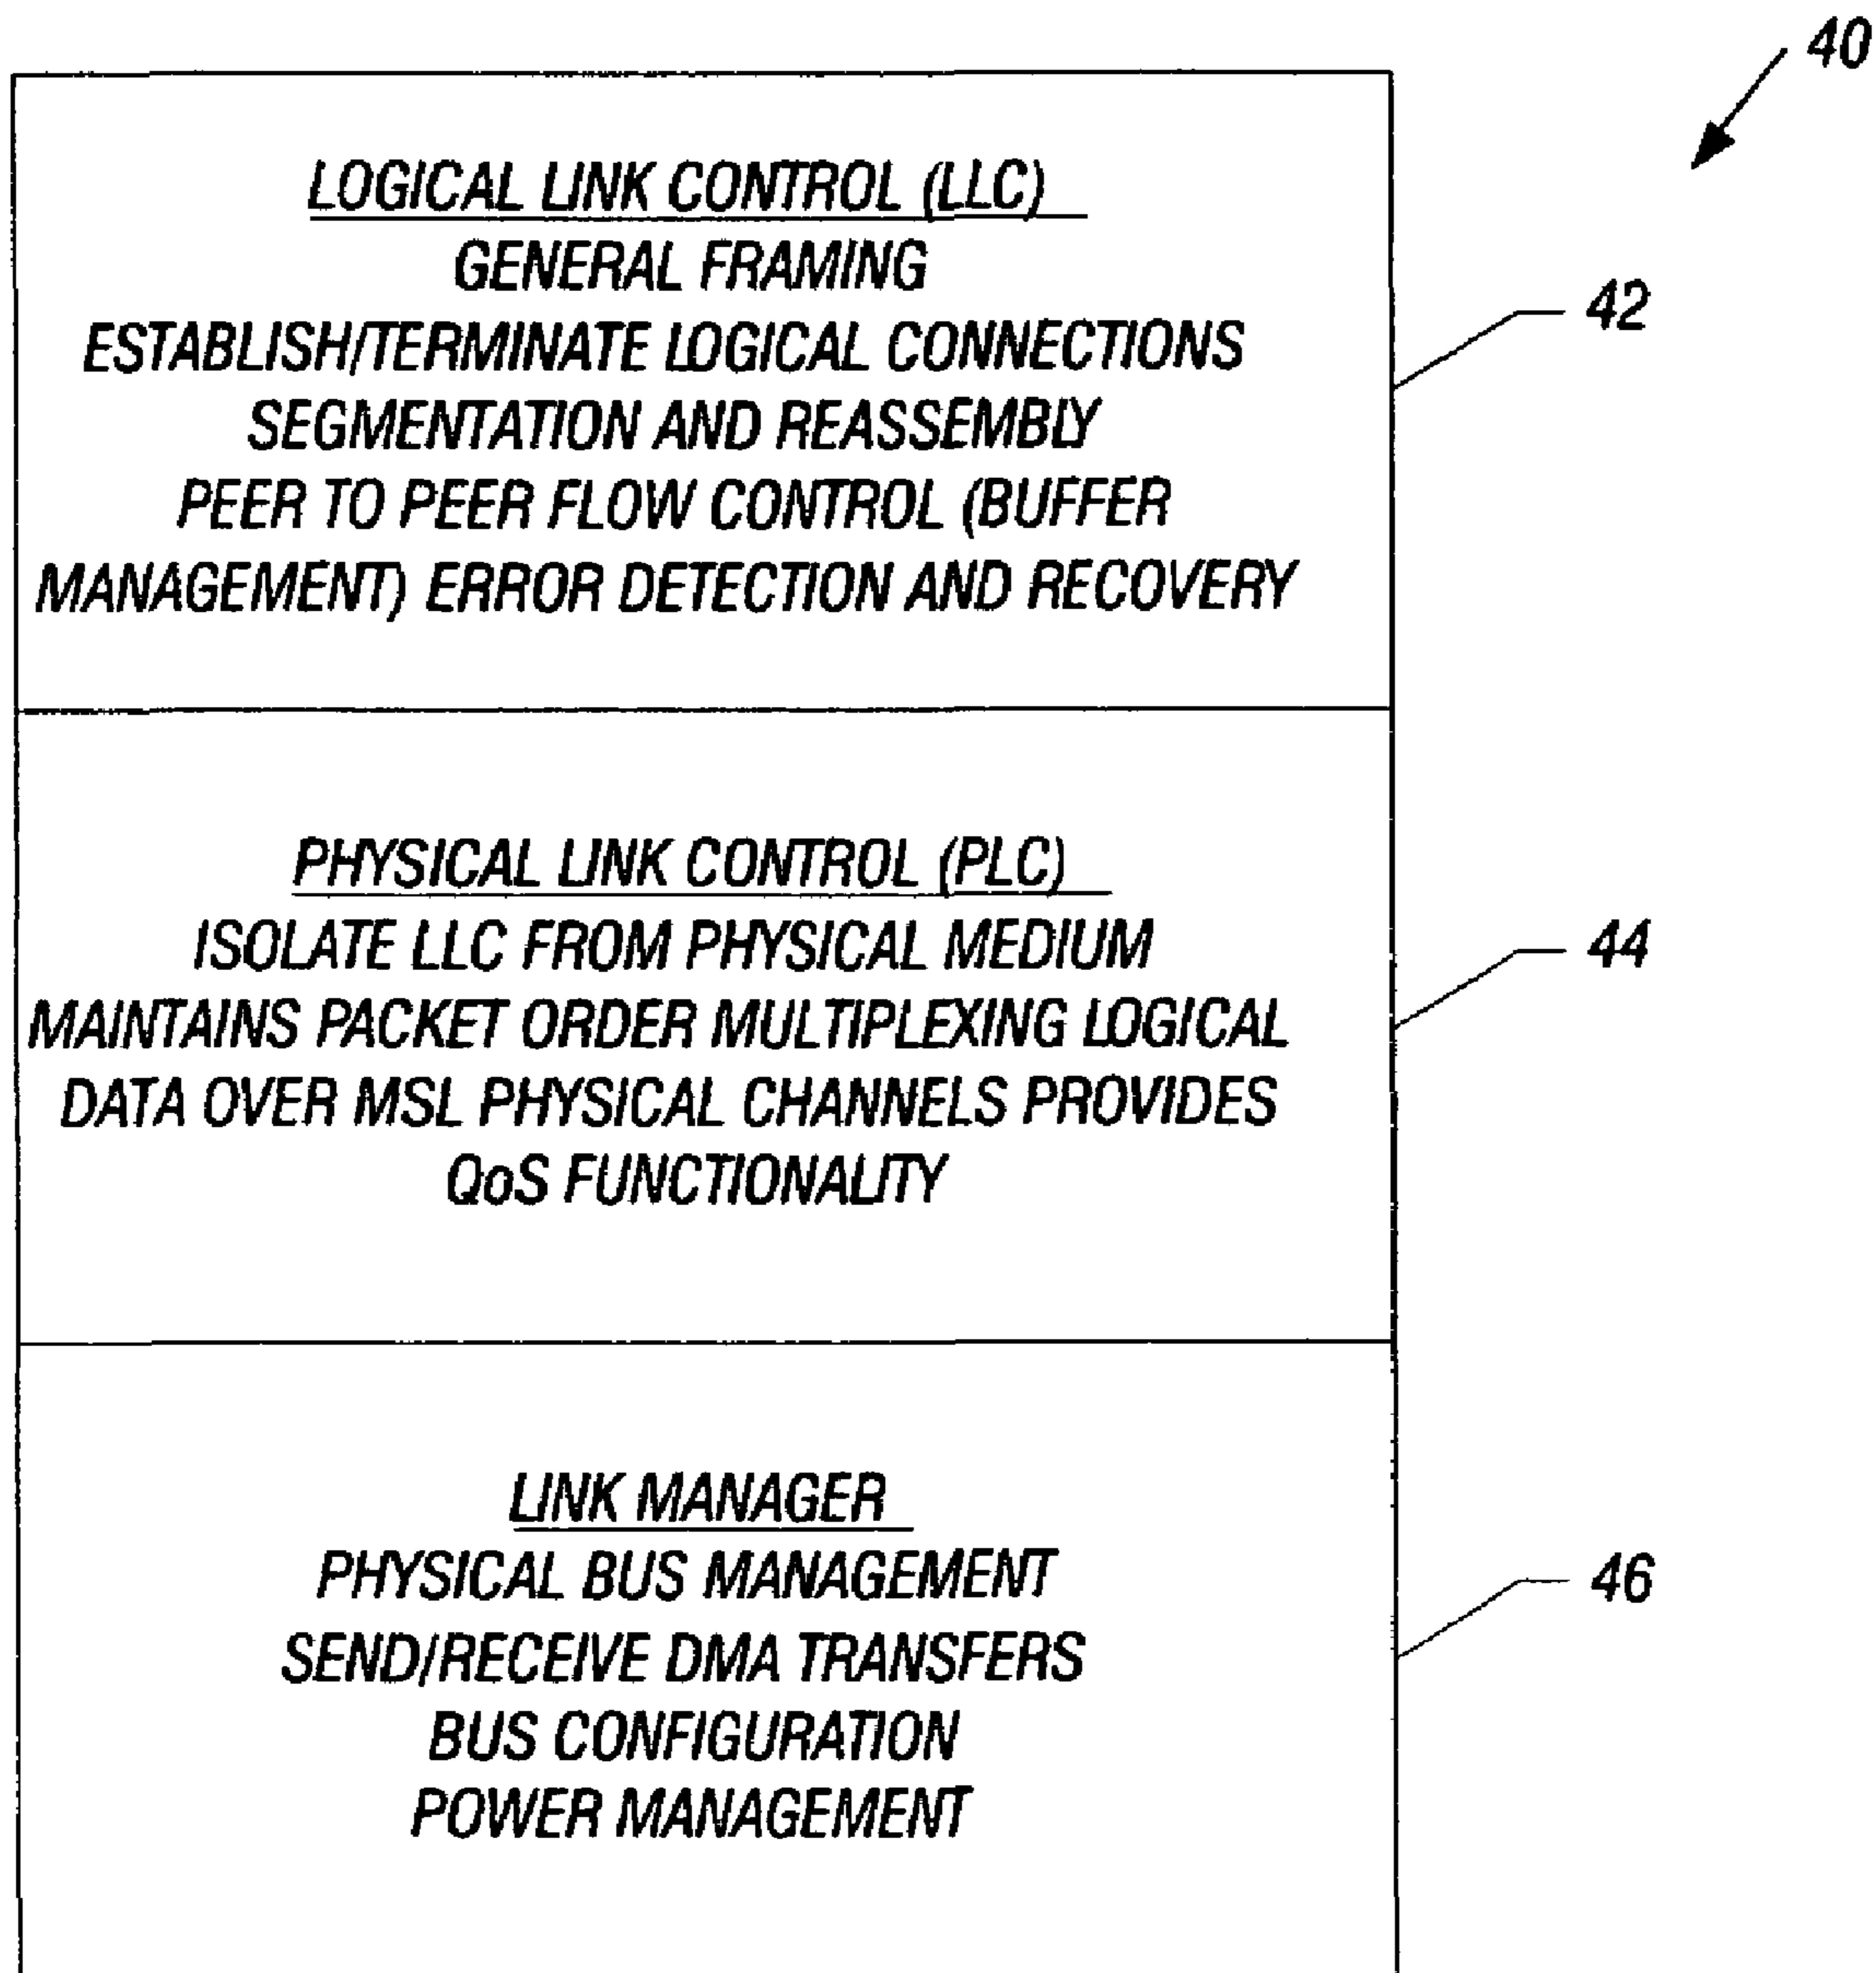 40
LOGICAL LINK CONTROL (LLC)
GENERAL FRAMING
ESTABLISH/TERMINATE LOGICAL CONNECTIONS
SEGMENTATION AND REASSEMBLY
PEER TO PEER FLOW CONTROL (BUFFER
MANAGEMENT) ERROR DETECTION AND RECOVERY
42
PHYSICAL LINK CONTROL (PLC)
ISOLATE LLC FROM PHYSICAL MEDIUM
MAINTAINS PACKET ORDER MULTIPLEXING LOGICAL
DATA OVER MSL PHYSICAL CHANNELS PROVIDES
QoS FUNCTIONALITY
44
LINK MANAGER
PHYSICAL BUS MANAGEMENT
SEND/RECEIVE DMA TRANSFERS
BUS CONFIGURATION
POWER MANAGEMENT
46